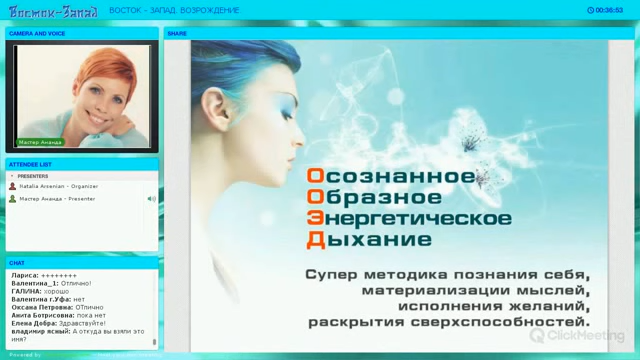 Восток-Запад
ВОСТОК - ЗАПАД. ВОЗРОЖДЕНИЕ
00:36:53
CAMERA AND VOICE
Мастер Ананда
ATTENDEE LIST
PRESENTERS
Natalia Arsenian - Organizer
Мастер Ананда - Presenter
CHAT
Лариса: ++++++++
Валентина_1: Отлично!
ГАЛИНА: хорошо
Валентина г.Уфа: нет
Оксана Петровна: Отлично
Анита Ботрисовна: пока нет
Елена Добра: Здравствуйте!
владимир ясный: А откуда вы взяли это
имя?
Powered by
SHARE
Осознанное
Образное
Энергетическое
Дыхание
Супер методика познания себя,
материализации мыслей,
исполнения желаний,
раскрытия сверхспособностей.
ClickMeeting